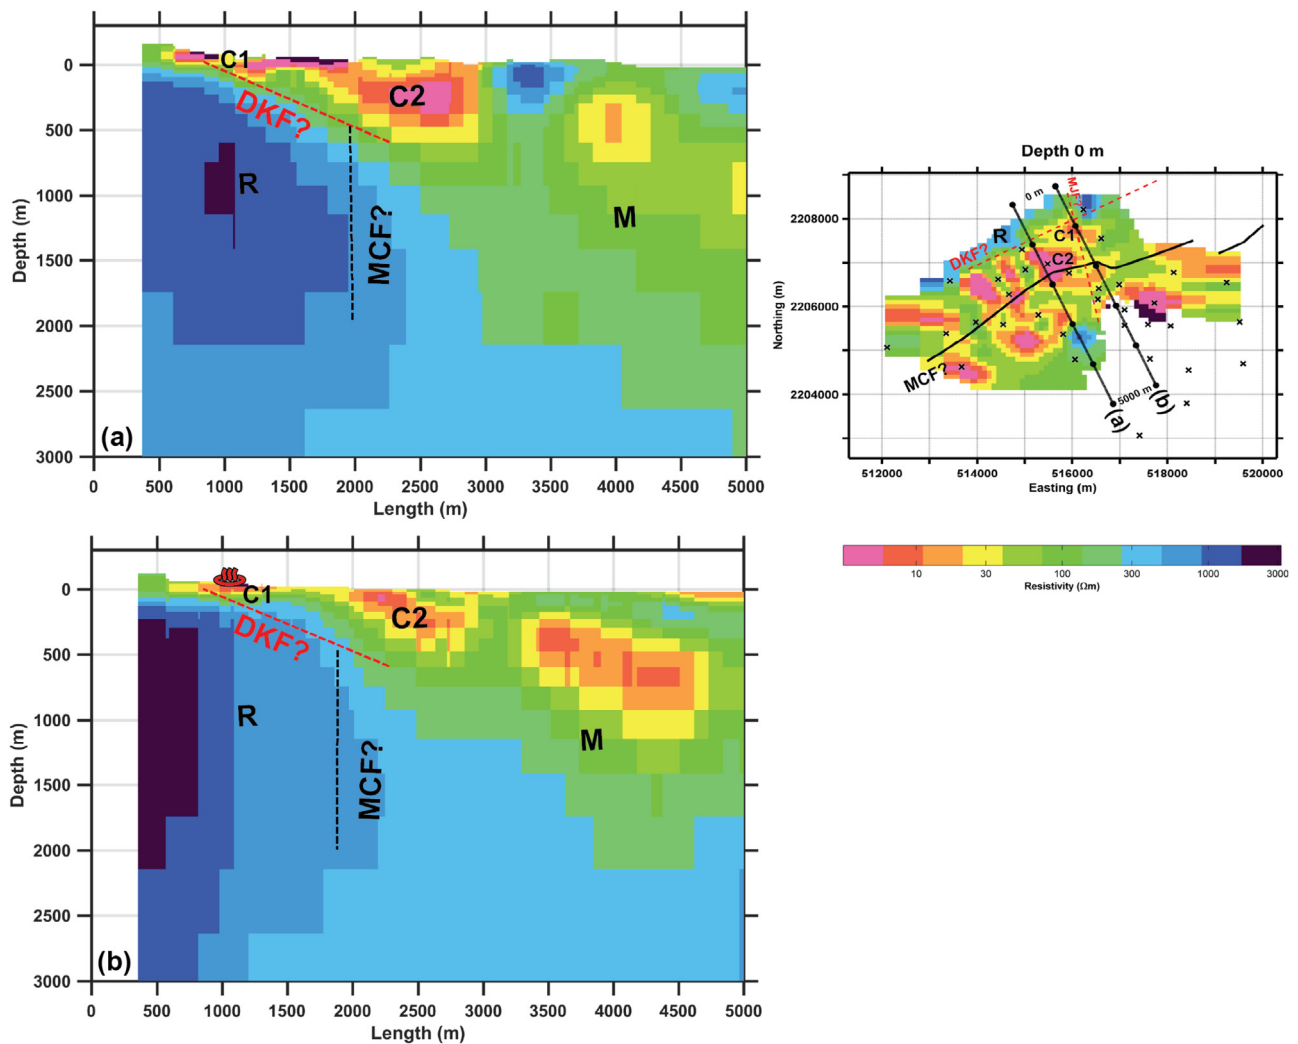 0
500
1000
1500
2000
2500
3000
Depth (m)
C1
C2
DKF?
R
MCF?
M
(a)
0 500 1000 1500 2000 2500 3000 3500 4000 4500 5000
Length (m)
Depth 0 m
2208000
2206000
2204000
Northing (m)
0 m
MJF?
R
C1
C2
DKF?
MCF?
5000 m
(a)
(b)
512000 514000 516000 518000 520000
Easting (m)
10 30 100 300 1000 3000
Resistivity (Ωm)
0
500
1000
1500
2000
2500
3000
Depth (m)
C1
C2
DKF?
R
MCF?
M
(b)
0 500 1000 1500 2000 2500 3000 3500 4000 4500 5000
Length (m)